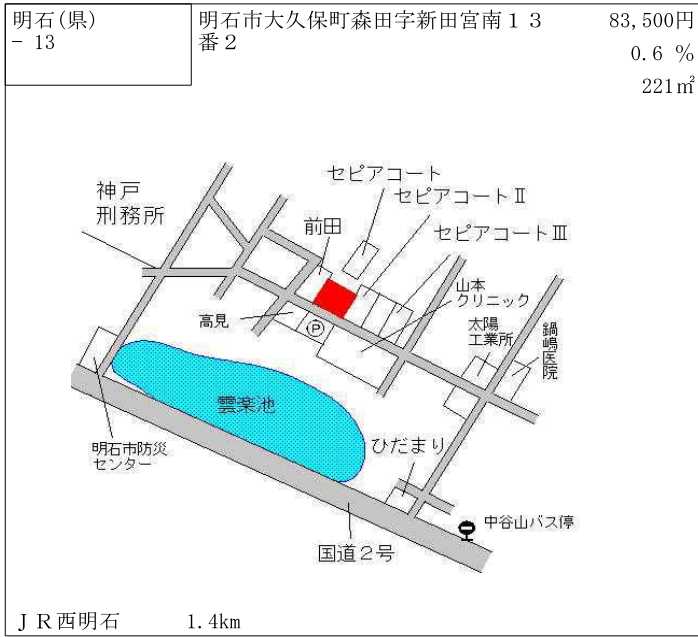 明石(県)
- 13
明石市大久保町森田字新田宮南１３
番２
83,500円
0.6 %
221㎡
神戸
刑務所
セピアコート
セピアコートⅡ
セピアコートⅢ
前田
山本
クリニック
高見
Ｐ
太陽
工業所
鍋嶋医院
雲楽池
明石市防災
センター
ひだまり
中谷山バス停
国道２号
ＪＲ西明石 1.4km